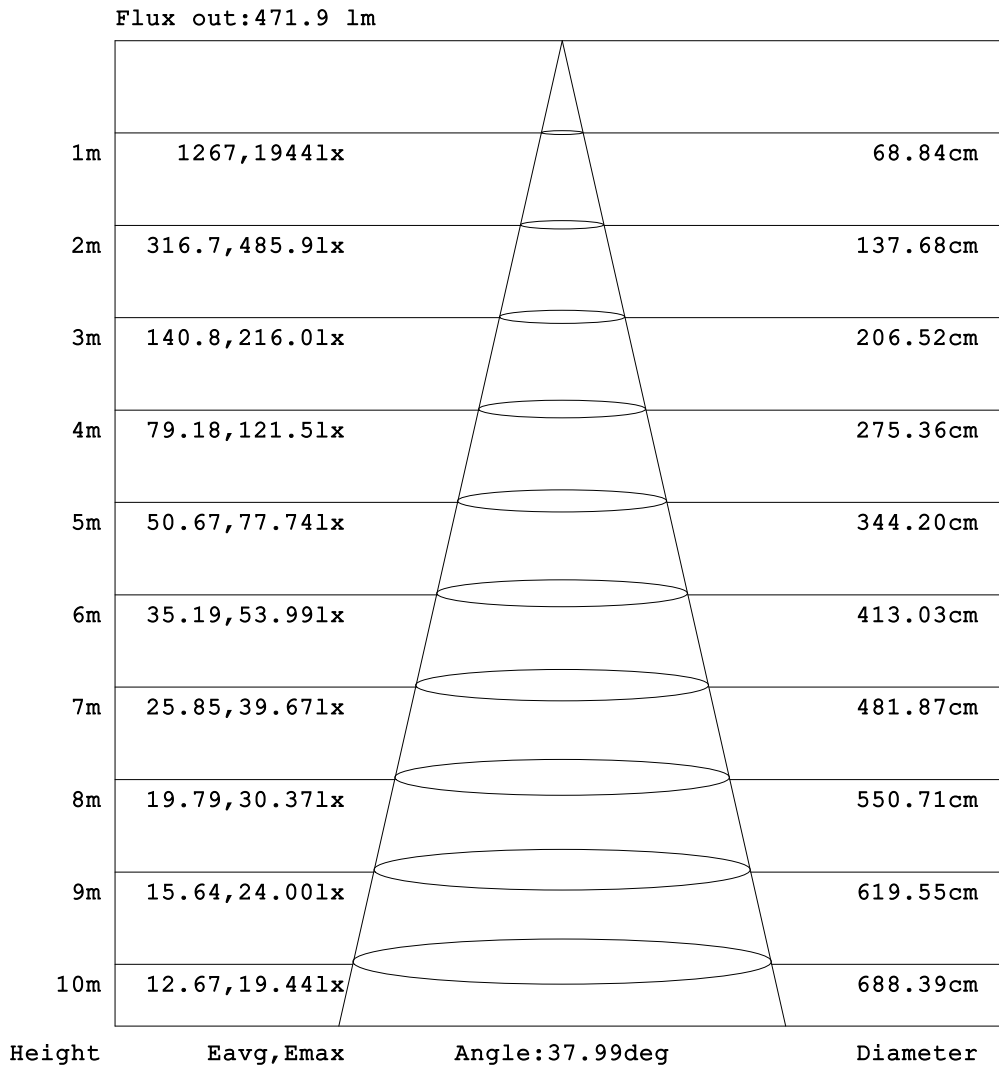 Flux out:471.9 lm
1m 1267,1944lx 68.84cm
2m 316.7,485.9lx 137.68cm
3m 140.8,216.0lx 206.52cm
4m 79.18,121.5lx 275.36cm
5m 50.67,77.74lx 344.20cm
6m 35.19,53.99lx 413.03cm
7m 25.85,39.67lx 481.87cm
8m 19.79,30.37lx 550.71cm
9m 15.64,24.00lx 619.55cm
10m 12.67,19.44lx 688.39cm
Height Eavg,Emax Angle:37.99deg Diameter